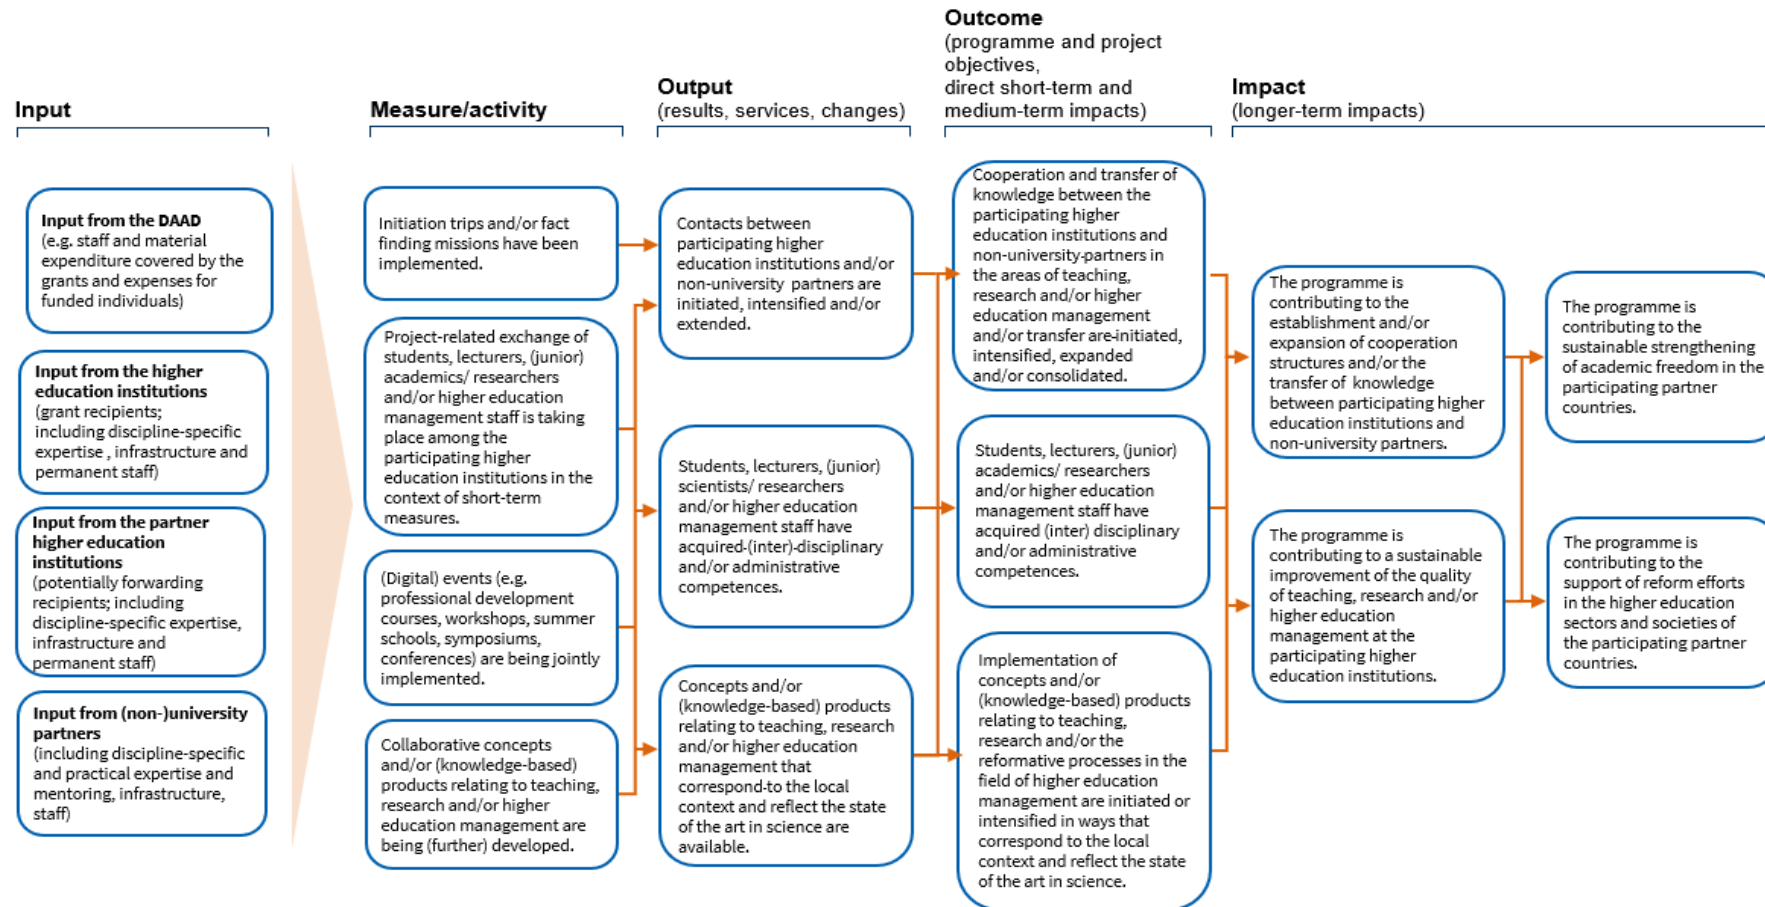 Input
Measure/activity
Output
(results, services, changes)
Outcome
(programme and project
objectives,
direct short-term and
medium-term impacts)
Impact
(longer-term impacts)
Input from the DAAD
(e.g. staff and material
expenditure covered by the
grants and expenses for
funded individuals)
Input from the higher
education institutions
(grant recipients;
including discipline-specific
expertise , infrastructure and
permanent staff)
Input from the partner
higher education
institutions
(potentially forwarding
recipients; including
discipline-specific expertise,
infrastructure and
permanent staff)
Input from (non-)university
partners
(including discipline-specific
and practical expertise and
mentoring, infrastructure,
staff)
Initiation trips and/or fact
finding missions have been
implemented.
Project-related exchange of
students, lecturers, (junior)
academics/ researchers
and/or higher education
management staff is taking
place among the
participating higher
education institutions in the
context of short-term
measures.
(Digital) events (e.g.
professional development
courses, workshops, summer
schools, symposiums,
conferences) are being jointly
implemented.
Collaborative concepts
and/or (knowledge-based)
products relating to teaching,
research and/or higher
education management are
being (further) developed.
Contacts between
participating higher
education institutions and/or
non-university partners are
initiated, intensified and/or
extended.
Students, lecturers, (junior)
scientists/ researchers
and/or higher education
management staff have
acquired-(inter)-disciplinary
and/or administrative
competences.
Concepts and/or
(knowledge-based) products
relating to teaching, research
and/or higher education
management that
correspond-to the local
context and reflect the state
of the art in science are
available.
Cooperation and transfer of
knowledge between the
participating higher
education institutions and
non-university-partners in
the areas of teaching,
research and/or higher
education management
and/or transfer are-initiated,
intensified, expanded
and/or consolidated.
Students, lecturers, (junior)
academics/ researchers
and/or higher education
management staff have
acquired (inter) disciplinary
and/or administrative
competences.
Implementation of
concepts and/or
(knowledge-based) products
relating to teaching,
research and/or the
reformative processes in the
field of higher education
management are initiated or
intensified in ways that
correspond to the local
context and reflect the state
of the art in science.
The programme is
contributing to the
establishment and/or
expansion of cooperation
structures and/or the
transfer of knowledge
between participating higher
education institutions and
non-university partners.
The programme is
contributing to a sustainable
improvement of the quality
of teaching, research and/or
higher education
management at the
participating higher
education institutions.
The programme is
contributing to the
sustainable strengthening
of academic freedom in the
participating partner
countries.
The programme is
contributing to the
support of reform efforts
in the higher education
sectors and societies of
the participating partner
countries.